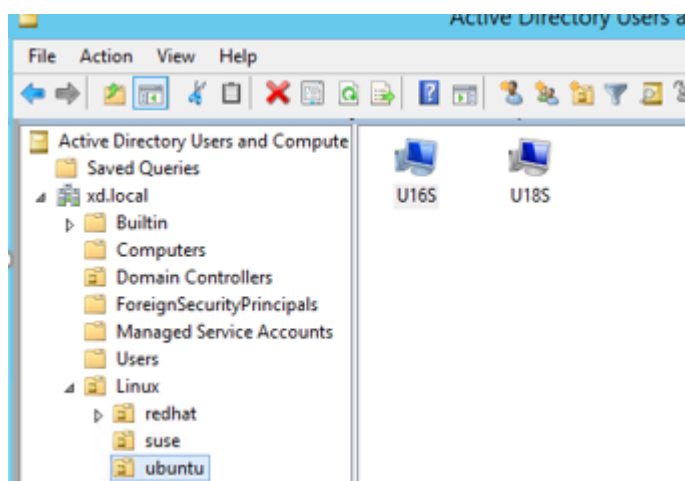 Active Directory Users a
File Action View Help
Active Directory Users and Compute
Saved Queries
xd.local
Builtin
Computers
Domain Controllers
ForeignSecurityPrincipals
Managed Service Accounts
Users
Linux
redhat
suse
ubuntu
U16S U18S